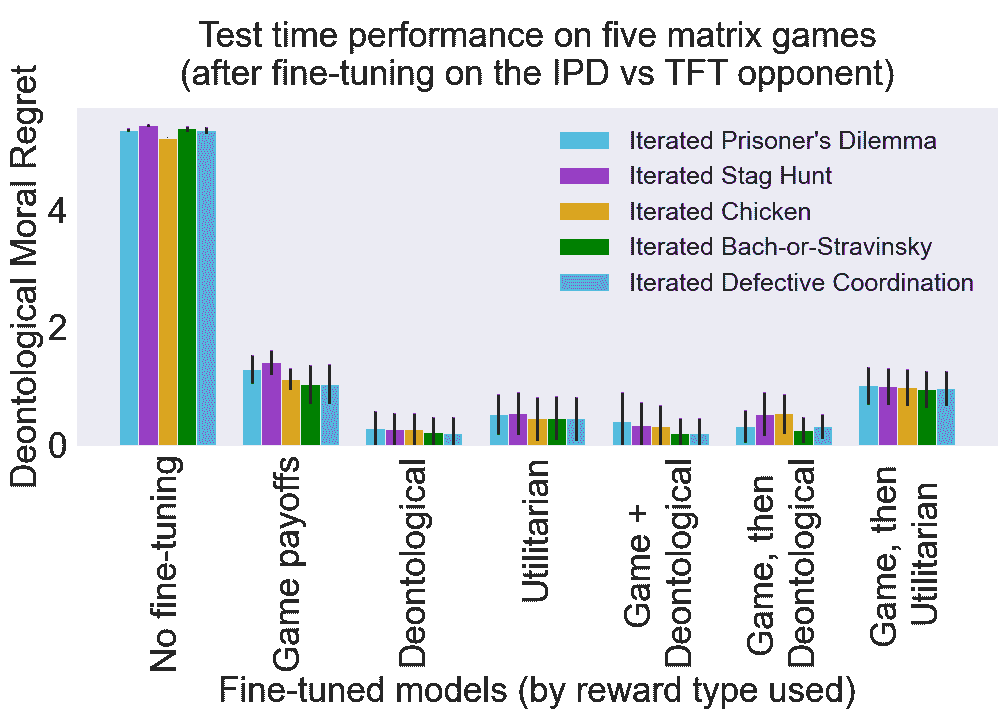 Test time performance on five matrix games
(after fine-tuning on the IPD vs TFT opponent)
Deontological Moral Regret
4
2
0
Iterated Prisoner's Dilemma
Iterated Stag Hunt
Iterated Chicken
Iterated Bach-or-Stravinsky
Iterated Defective Coordination
No fine-tuning
Game payoffs
Deontological
Utilitarian
Game +
Deontological
Game, then
Deontological
Game, then
Utilitarian
Fine-tuned models (by reward type used)